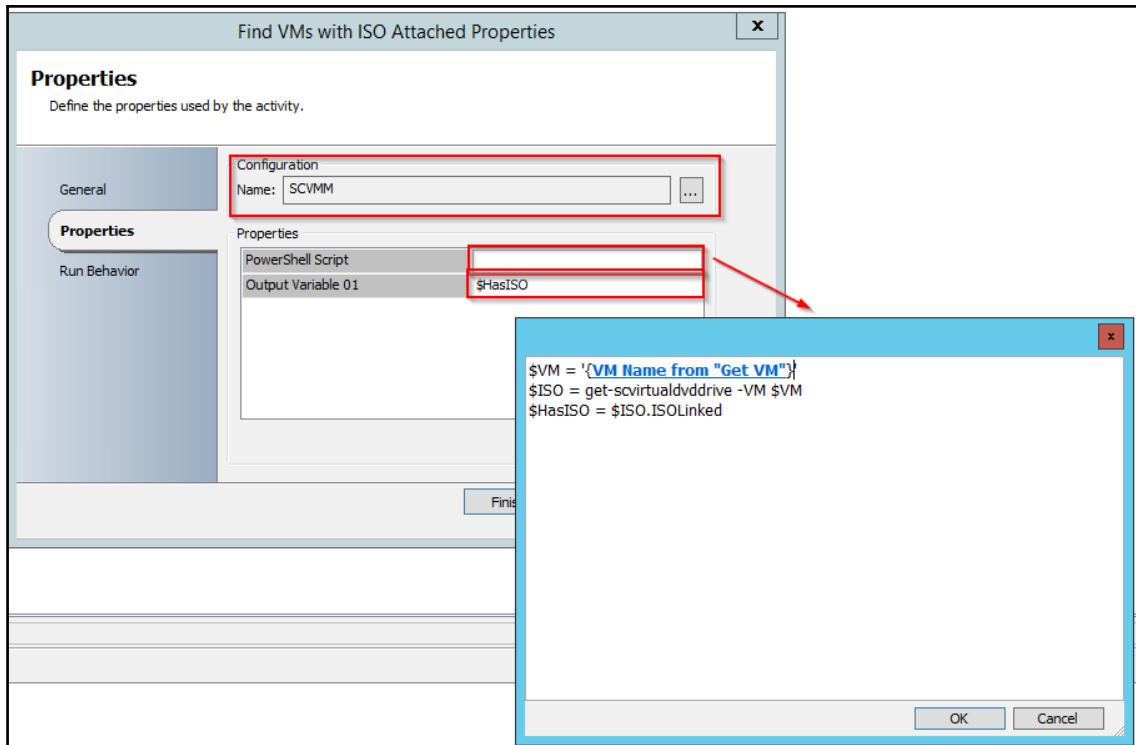 Find VMs with ISO Attached Properties
x
Properties
Define the properties used by the activity.
General
Properties
Run Behavior
Configuration
Name: SCVMM ...
Properties
PowerShell Script
Output Variable 01 $HasISO
x
$VM = '{VM Name from "Get VM"}'
$ISO = get-scvirtualdvddrive -VM $VM
$HasISO = $ISO.ISOLinked
OK Cancel